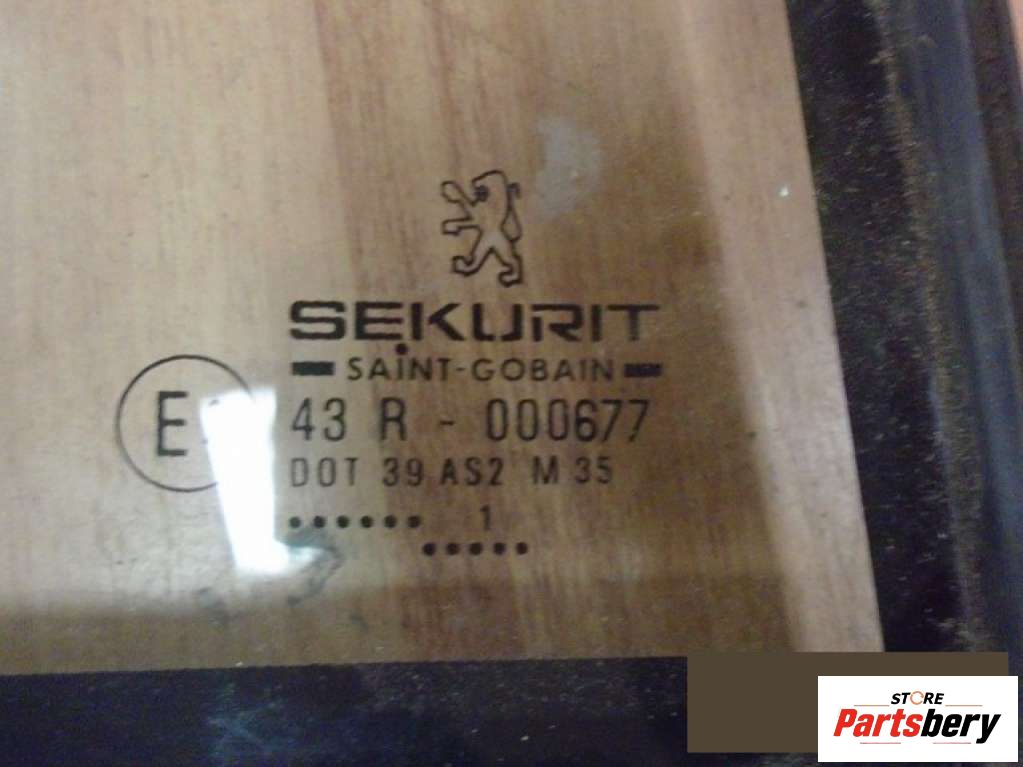 SEKURIT
SAINT-GOBAIN
E
43 R - 000677
DOT 39 AS2 M 35
•••••• 1
•••••
STORE
Partsbery